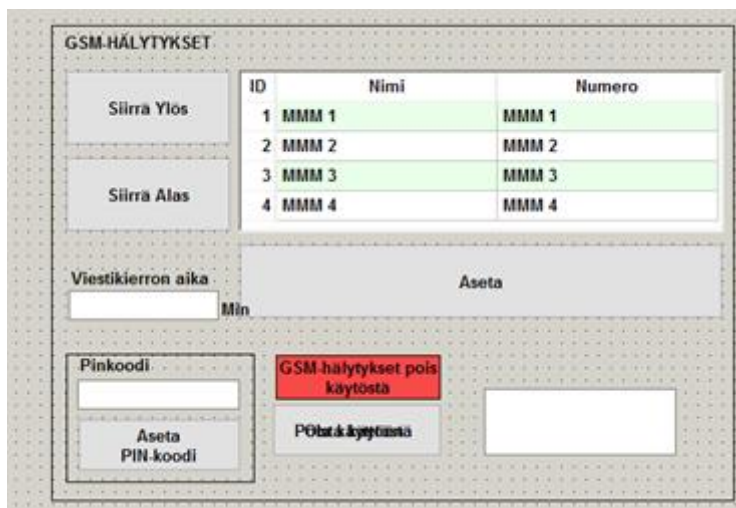 GSM-HÄLYTYKSET
Siirrä Ylös
Siirrä Alas
ID Nimi Numero
1 MMM 1 MMM 1
2 MMM 2 MMM 2
3 MMM 3 MMM 3
4 MMM 4 MMM 4
Viestikierron aika
Min
Aseta
Pinkoodi
Aseta
PIN-koodi
GSM-hälytykset pois
käytöstä